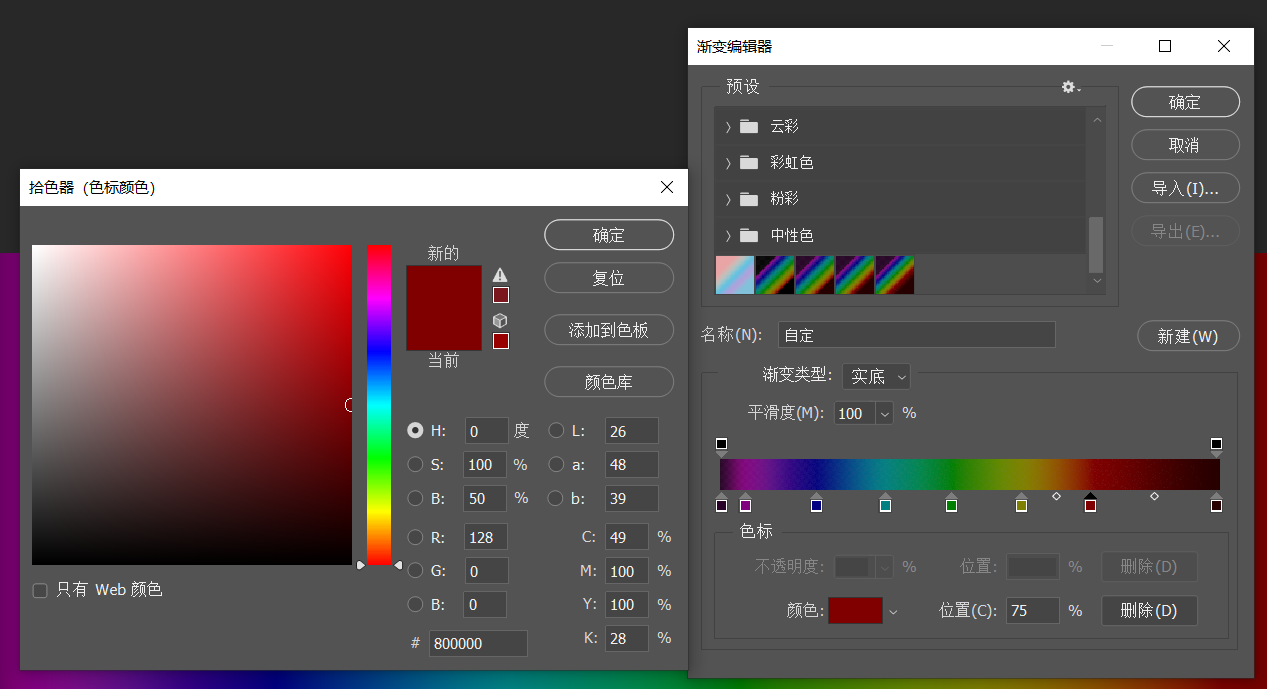 渐变编辑器
预设
云彩
彩虹色
粉彩
中性色
确定
取消
导入(I)...
导出(E)...
名称(N): 自定
新建(W)
渐变类型: 实底
平滑度(M): 100 %
色标
不透明度: %
位置: %
删除(D)
颜色:
位置(C): 75 %
删除(D)
拾色器（色标颜色）
新的
当前
确定
复位
添加到色板
颜色库
H: 0 度
S: 100 %
B: 50 %
R: 128
G: 0
B: 0
# 800000
L: 26
a: 48
b: 39
C: 49 %
M: 100 %
Y: 100 %
K: 28 %
只有 Web 颜色